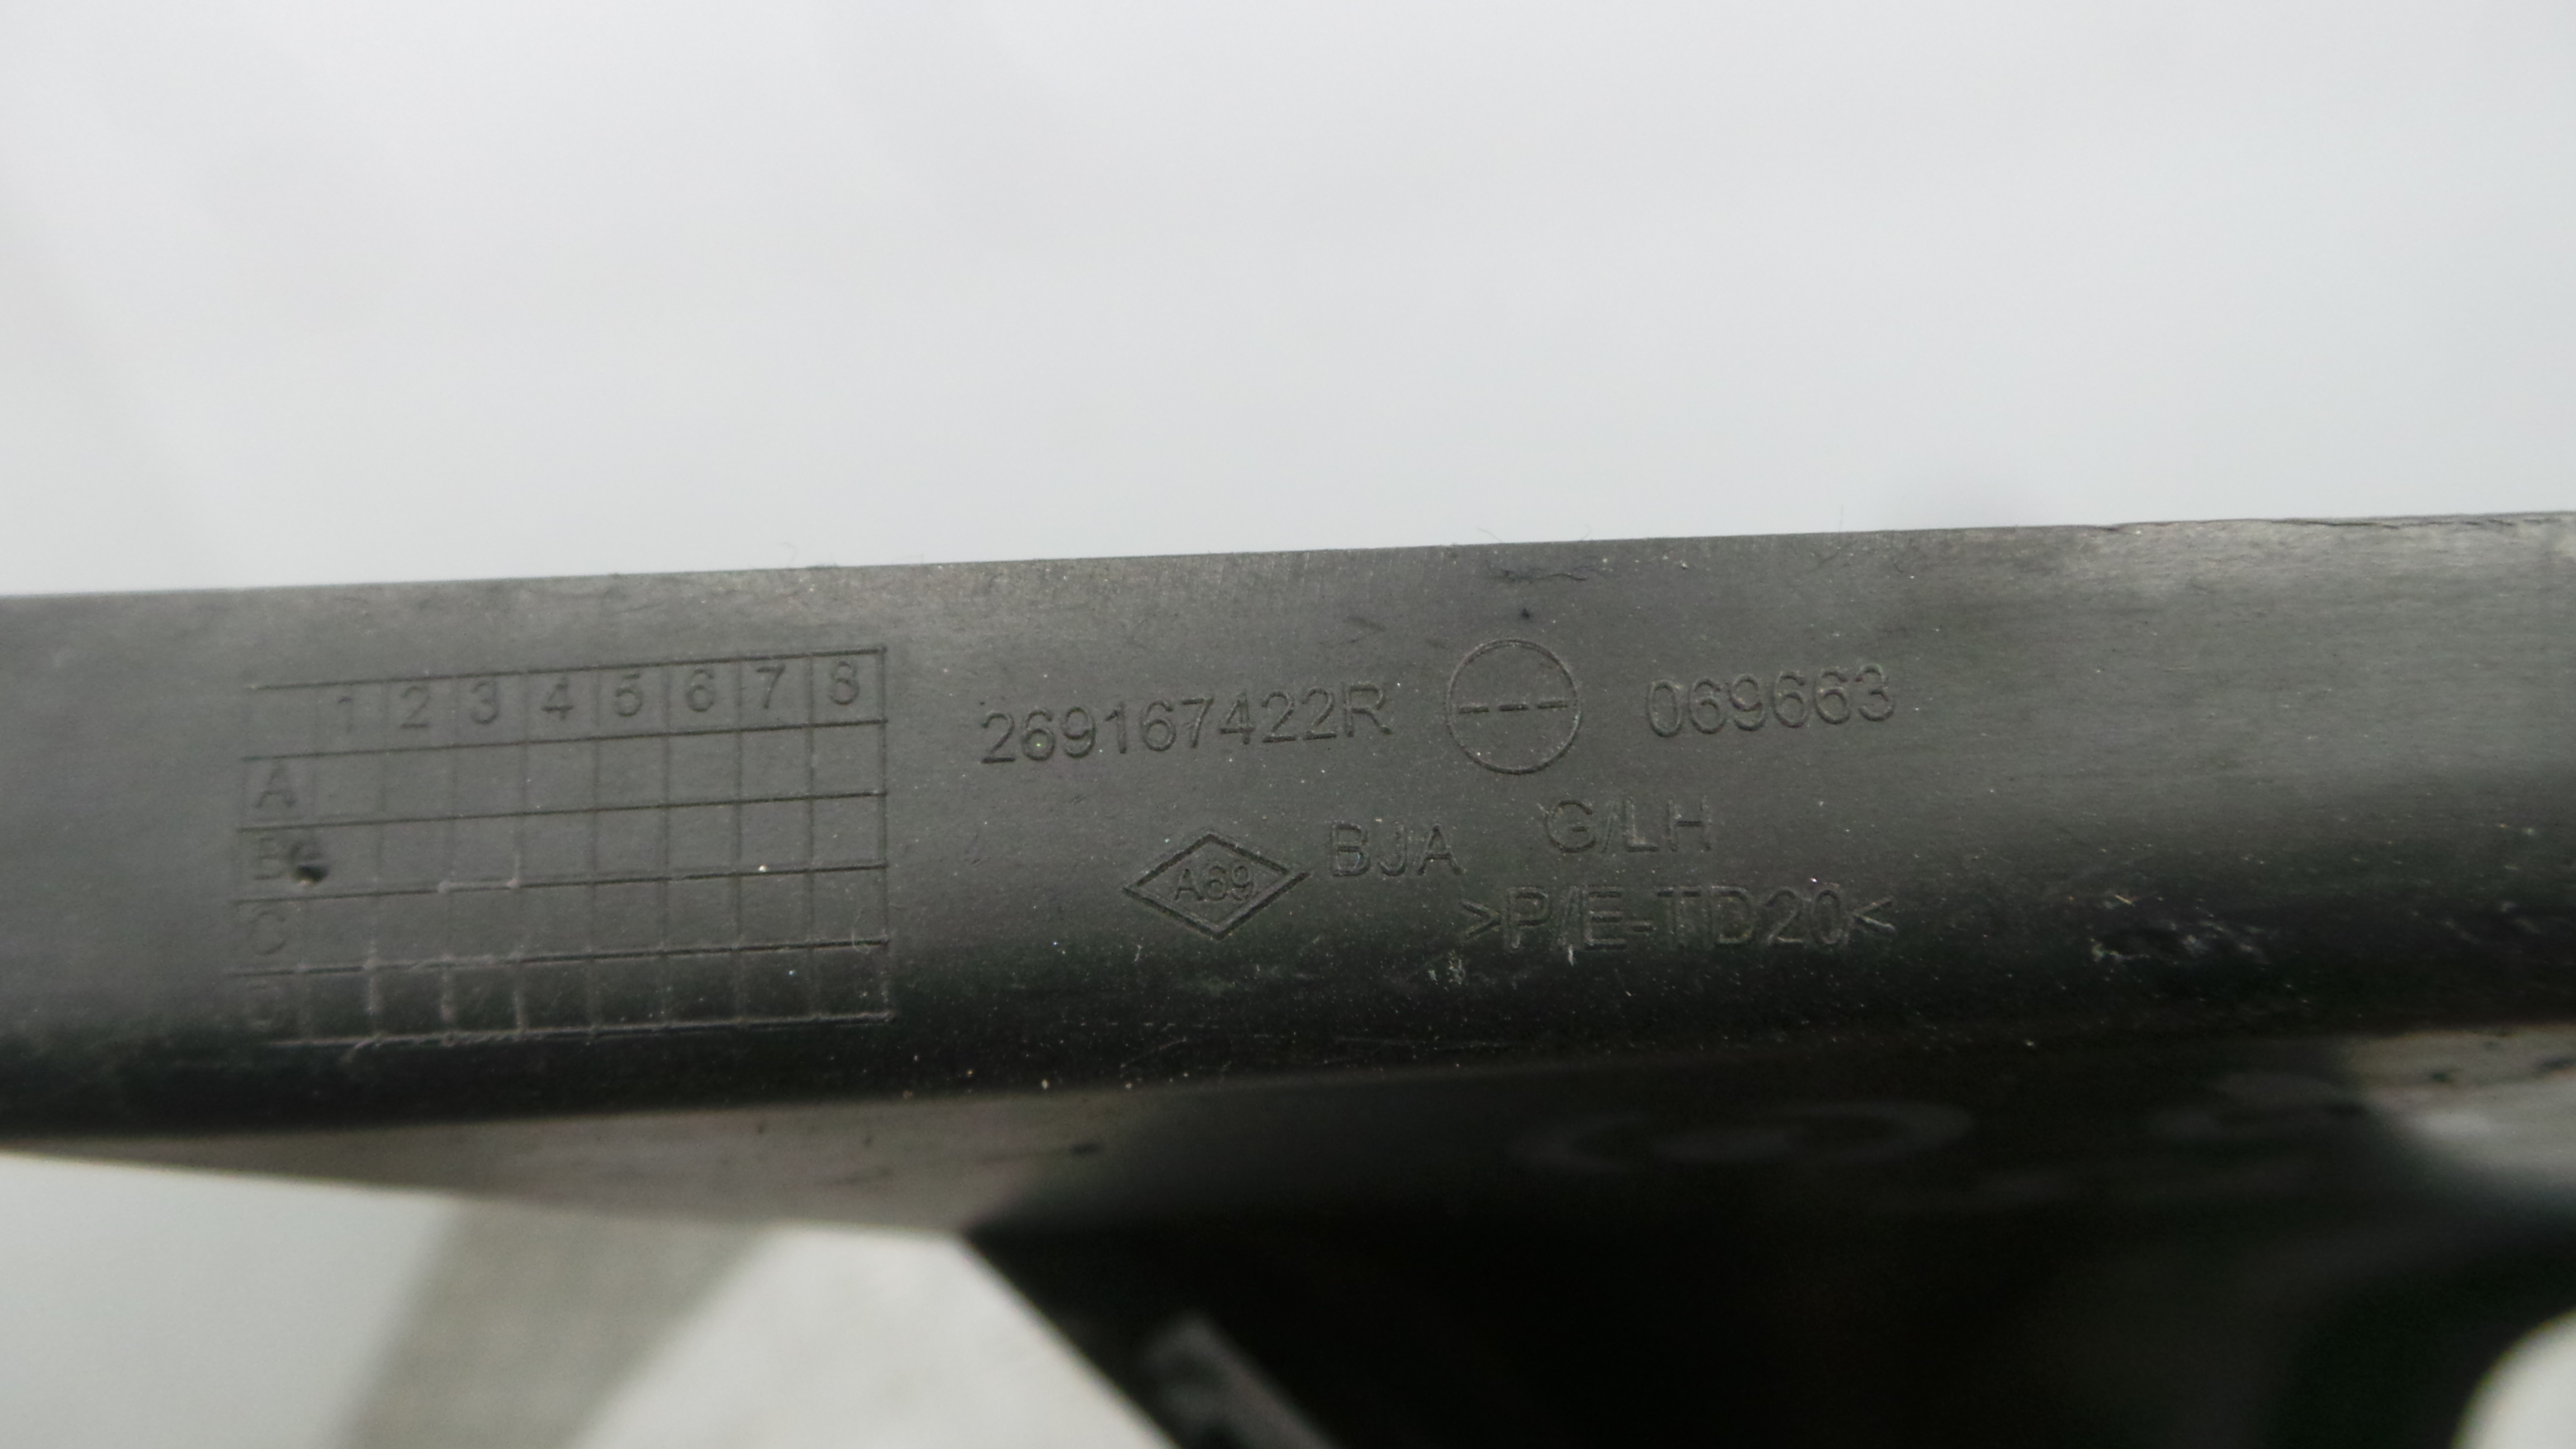 1 2 3 4 5 6 7 8
A
B
C
D
269167422R --- 069663
A69 BJA G/LH
>P/E-TD20<